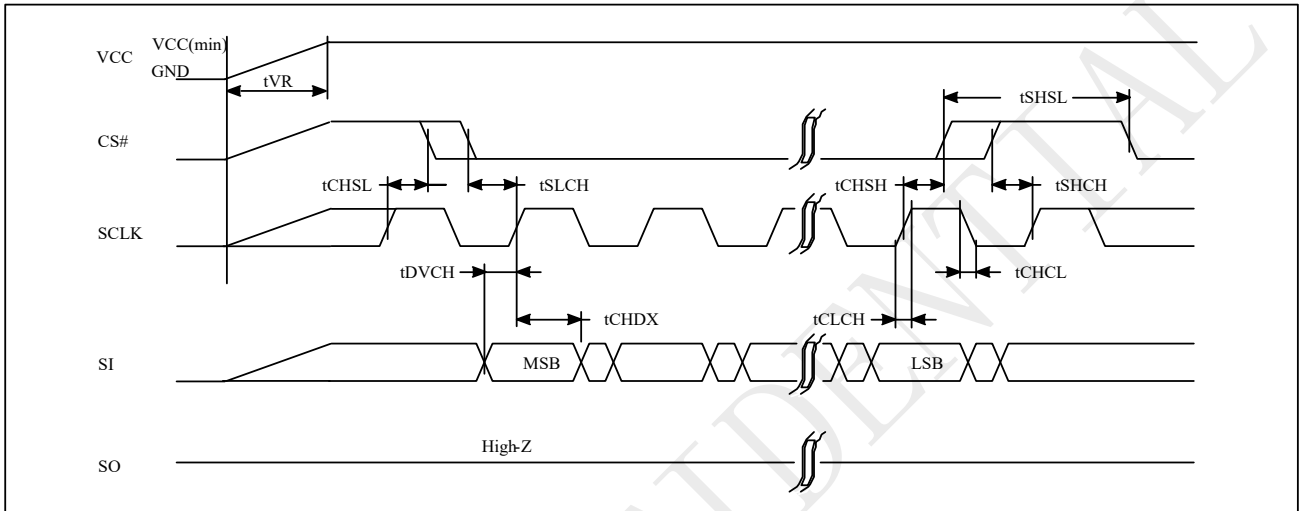 VCC
VCC(min)
GND
tVR
tSHSL
CS#
tCHSL
tSLCH
tCHSH
tSHCH
SCLK
tDVCH
tCHCL
tCHDX
tCLCH
SI
MSB
LSB
High-Z
SO
IDENTIAL